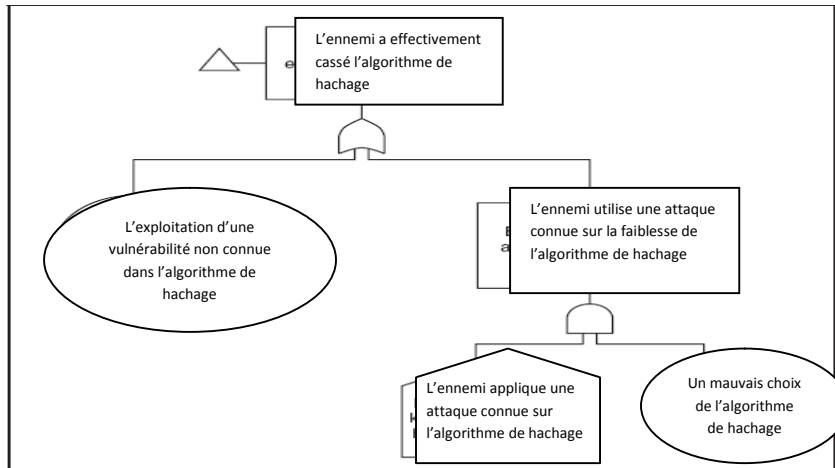 L’ennemi a effectivement
cassé l’algorithme de
hachage
L’exploitation d’une
vulnérabilité non connue
dans l’algorithme de
hachage
L’ennemi utilise une attaque
connue sur la faiblesse de
l’algorithme de hachage
L’ennemi applique une
attaque connue sur
l’algorithme de hachage
Un mauvais choix
de l’algorithme
de hachage